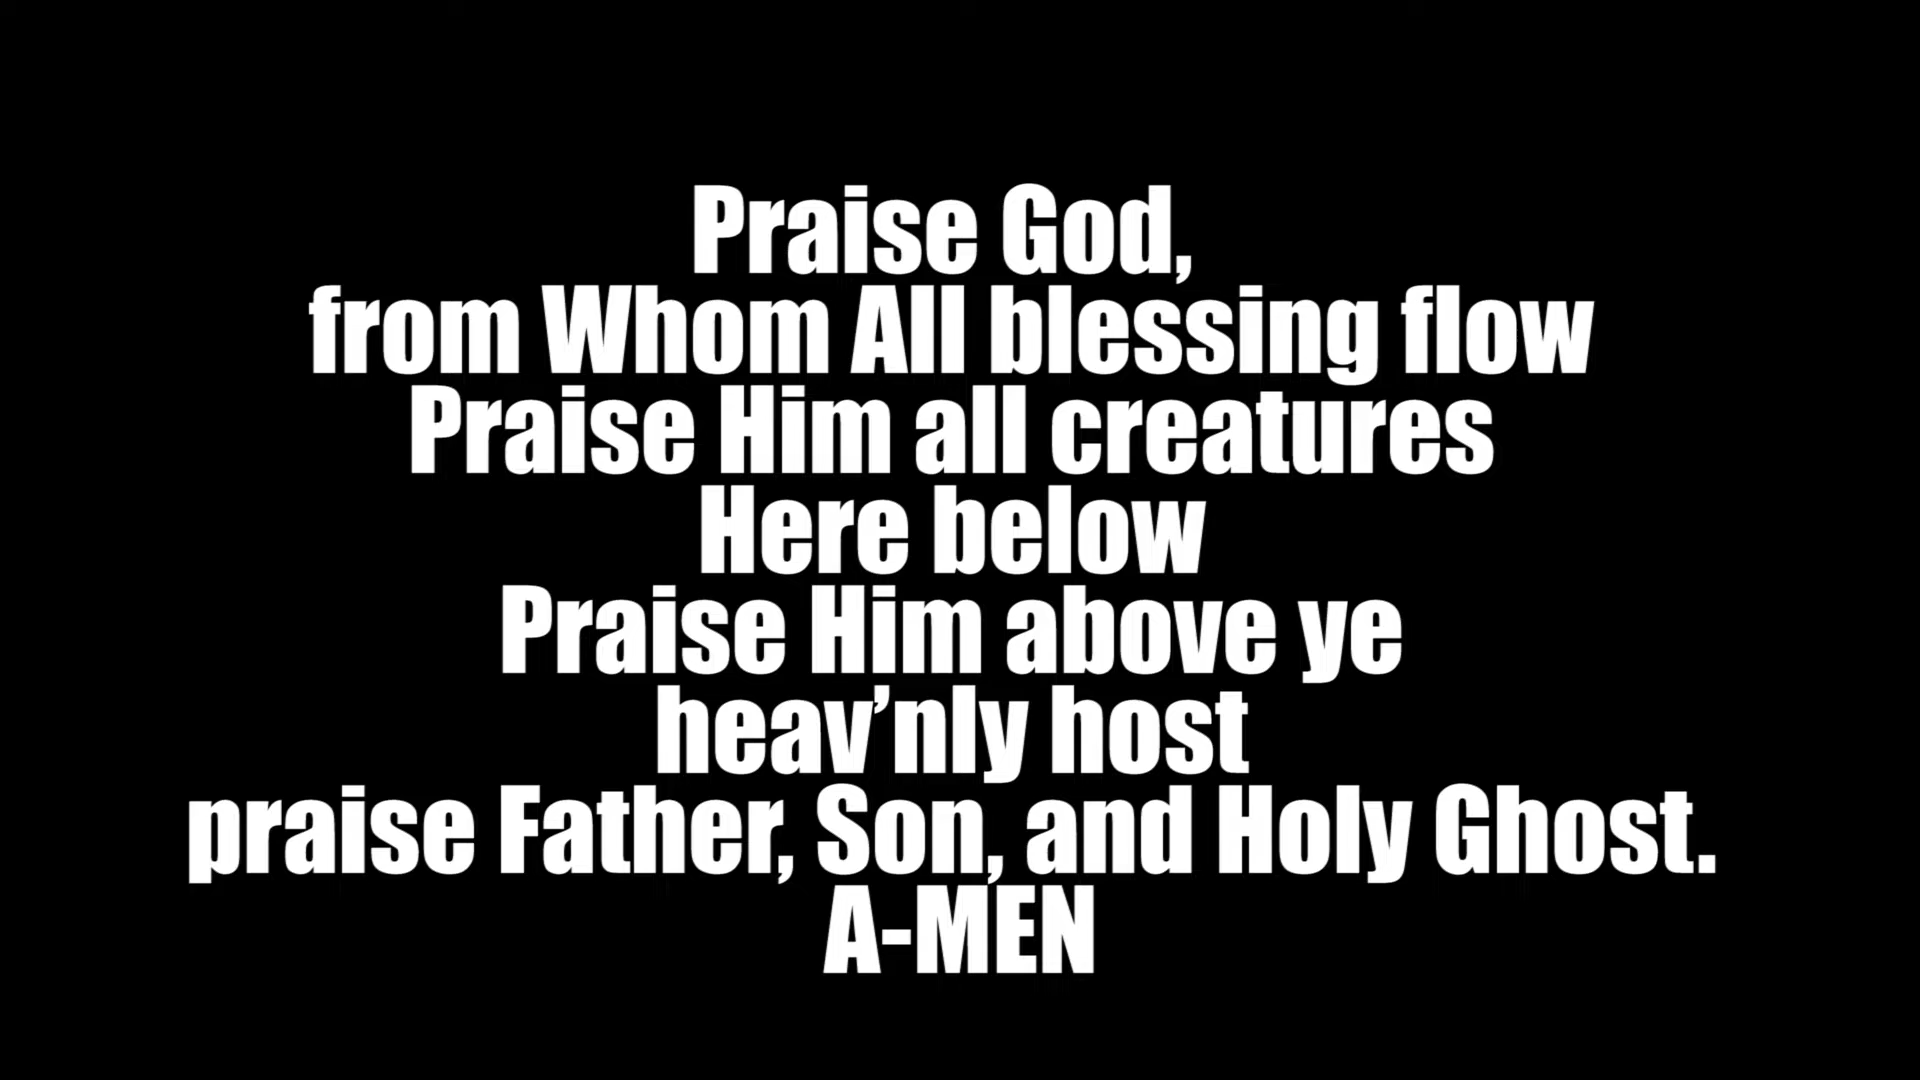 Praise God,
from Whom All blessing flow
Praise Him all creatures
Here below
Praise Him above ye
heav’nly host
praise Father, Son, and Holy Ghost.
A-MEN